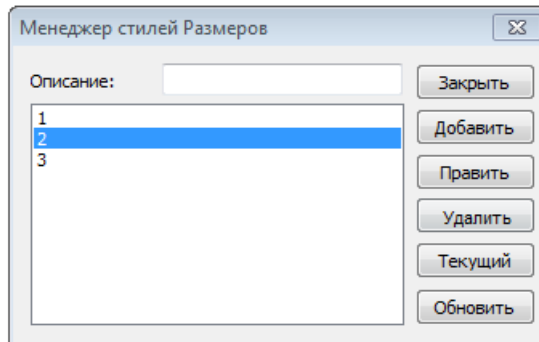 Менеджер стилей Размеров
Описание:
Закрыть
1
Добавить
2
3
Править
Удалить
Текущий
Обновить